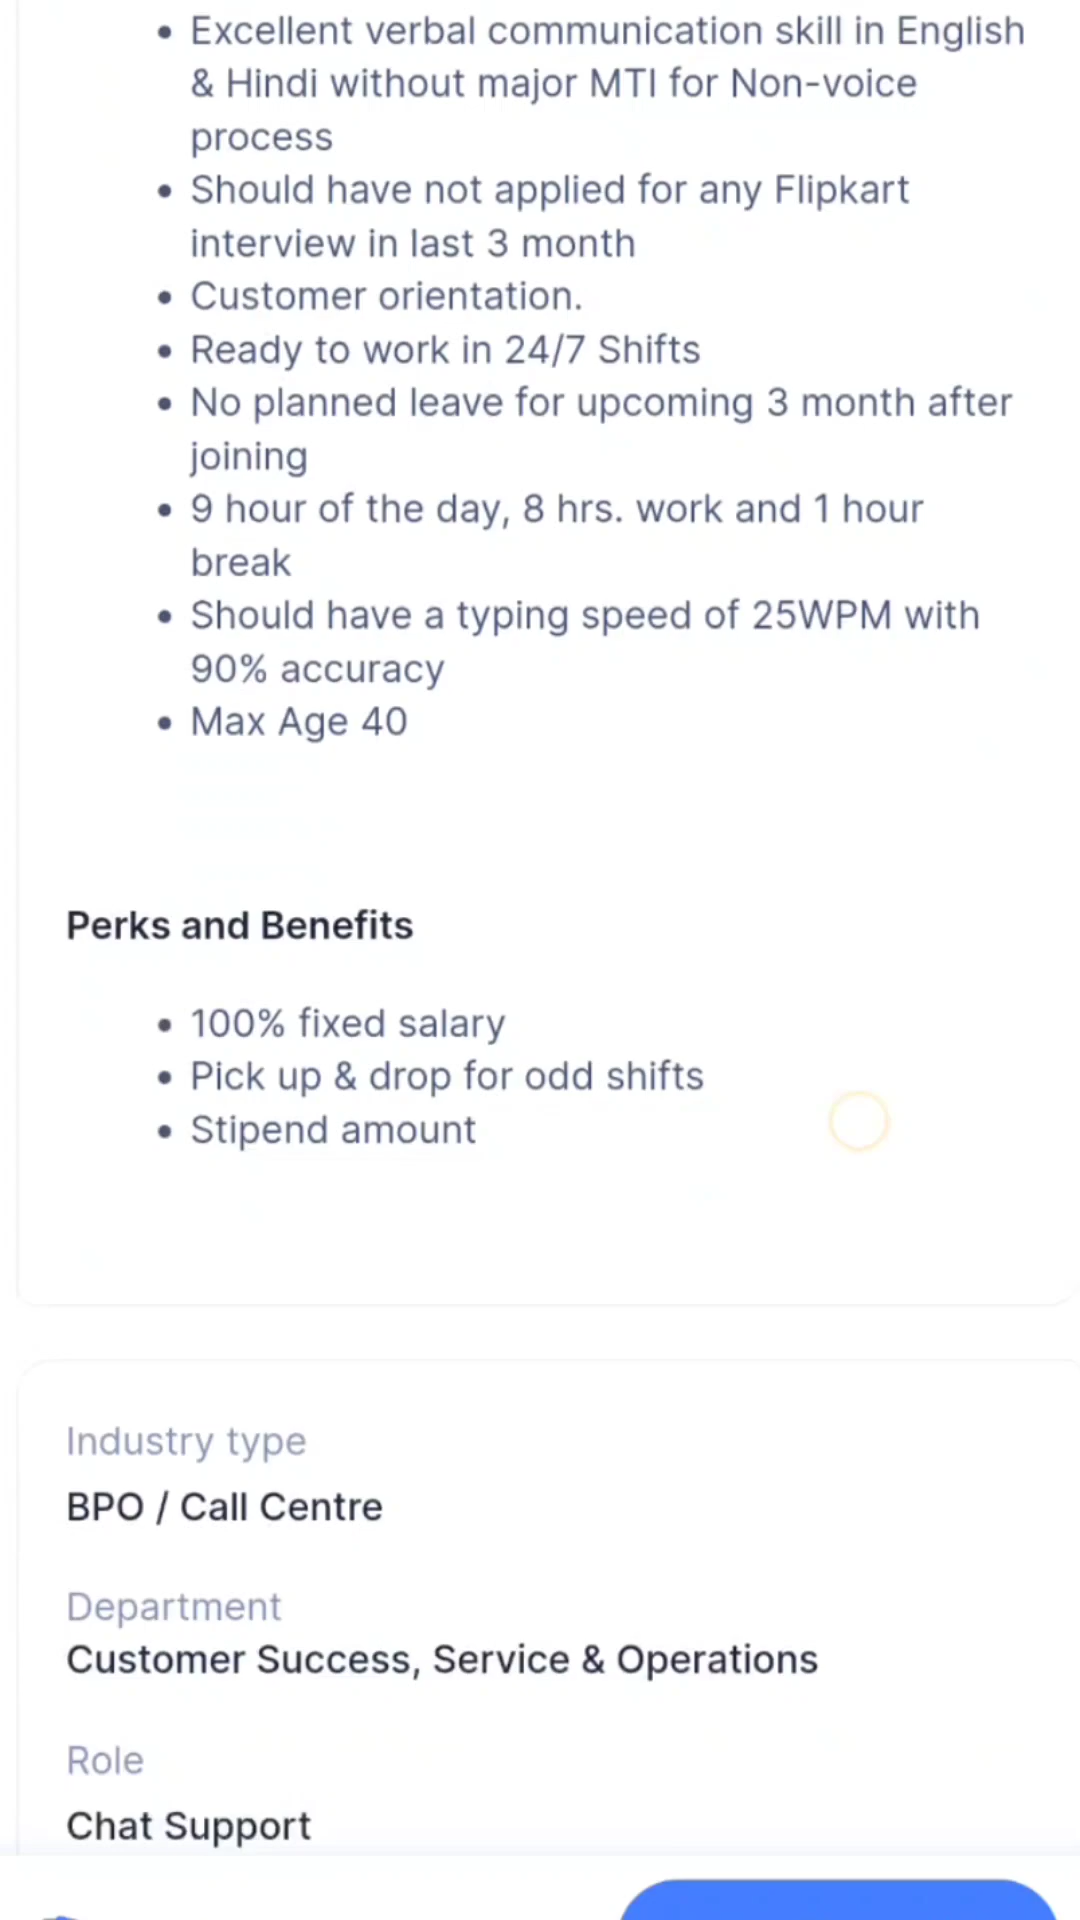 • Excellent verbal communication skill in English
& Hindi without major MTI for Non-voice
process
• Should have not applied for any Flipkart
interview in last 3 month
• Customer orientation.
• Ready to work in 24/7 Shifts
• No planned leave for upcoming 3 month after
joining
• 9 hour of the day, 8 hrs. work and 1 hour
break
• Should have a typing speed of 25WPM with
90% accuracy
• Max Age 40
Perks and Benefits
• 100% fixed salary
• Pick up & drop for odd shifts
• Stipend amount
Industry type
BPO / Call Centre
Department
Customer Success, Service & Operations
Role
Chat Support